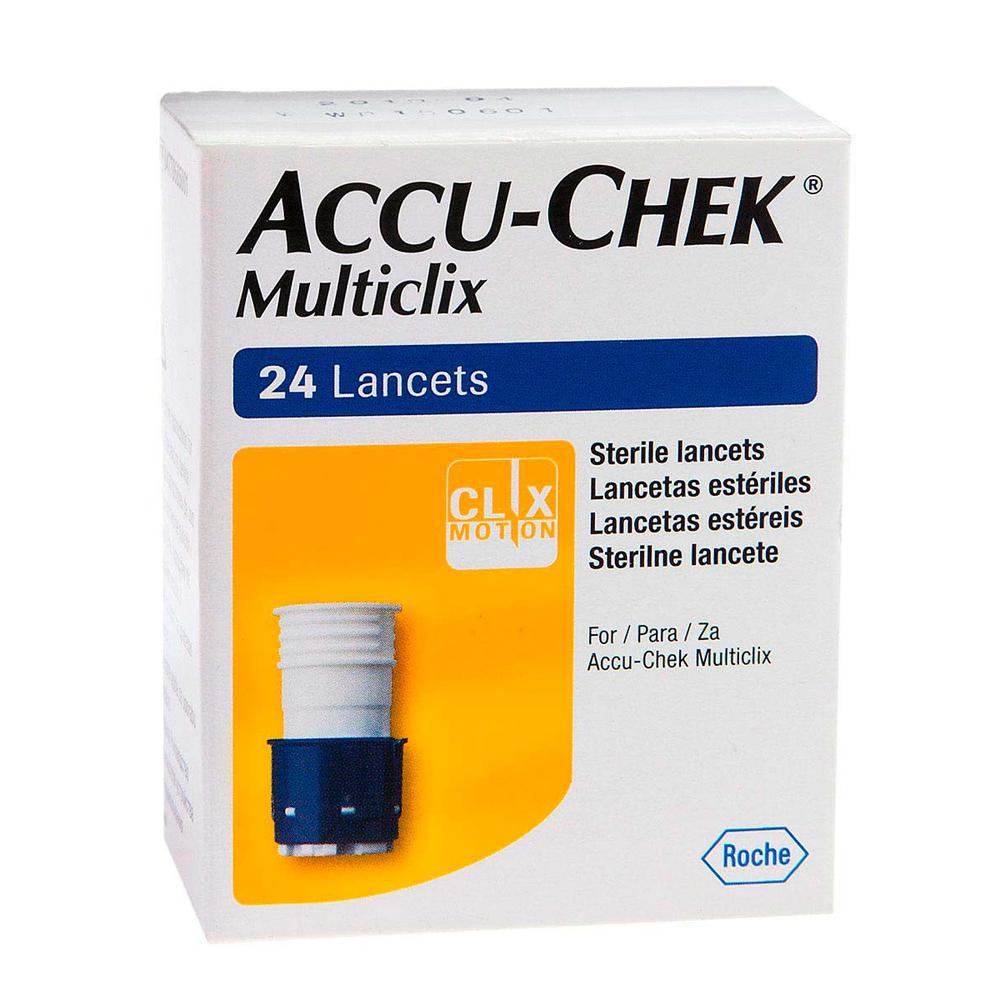 ACCU-CHEK®
Multiclix
24 Lancets
CLIX
MOTION
Sterile lancets
Lancetas estériles
Lancetas estéreis
Sterilne lancete
For / Para / Za
Accu-Chek Multiclix
Roche